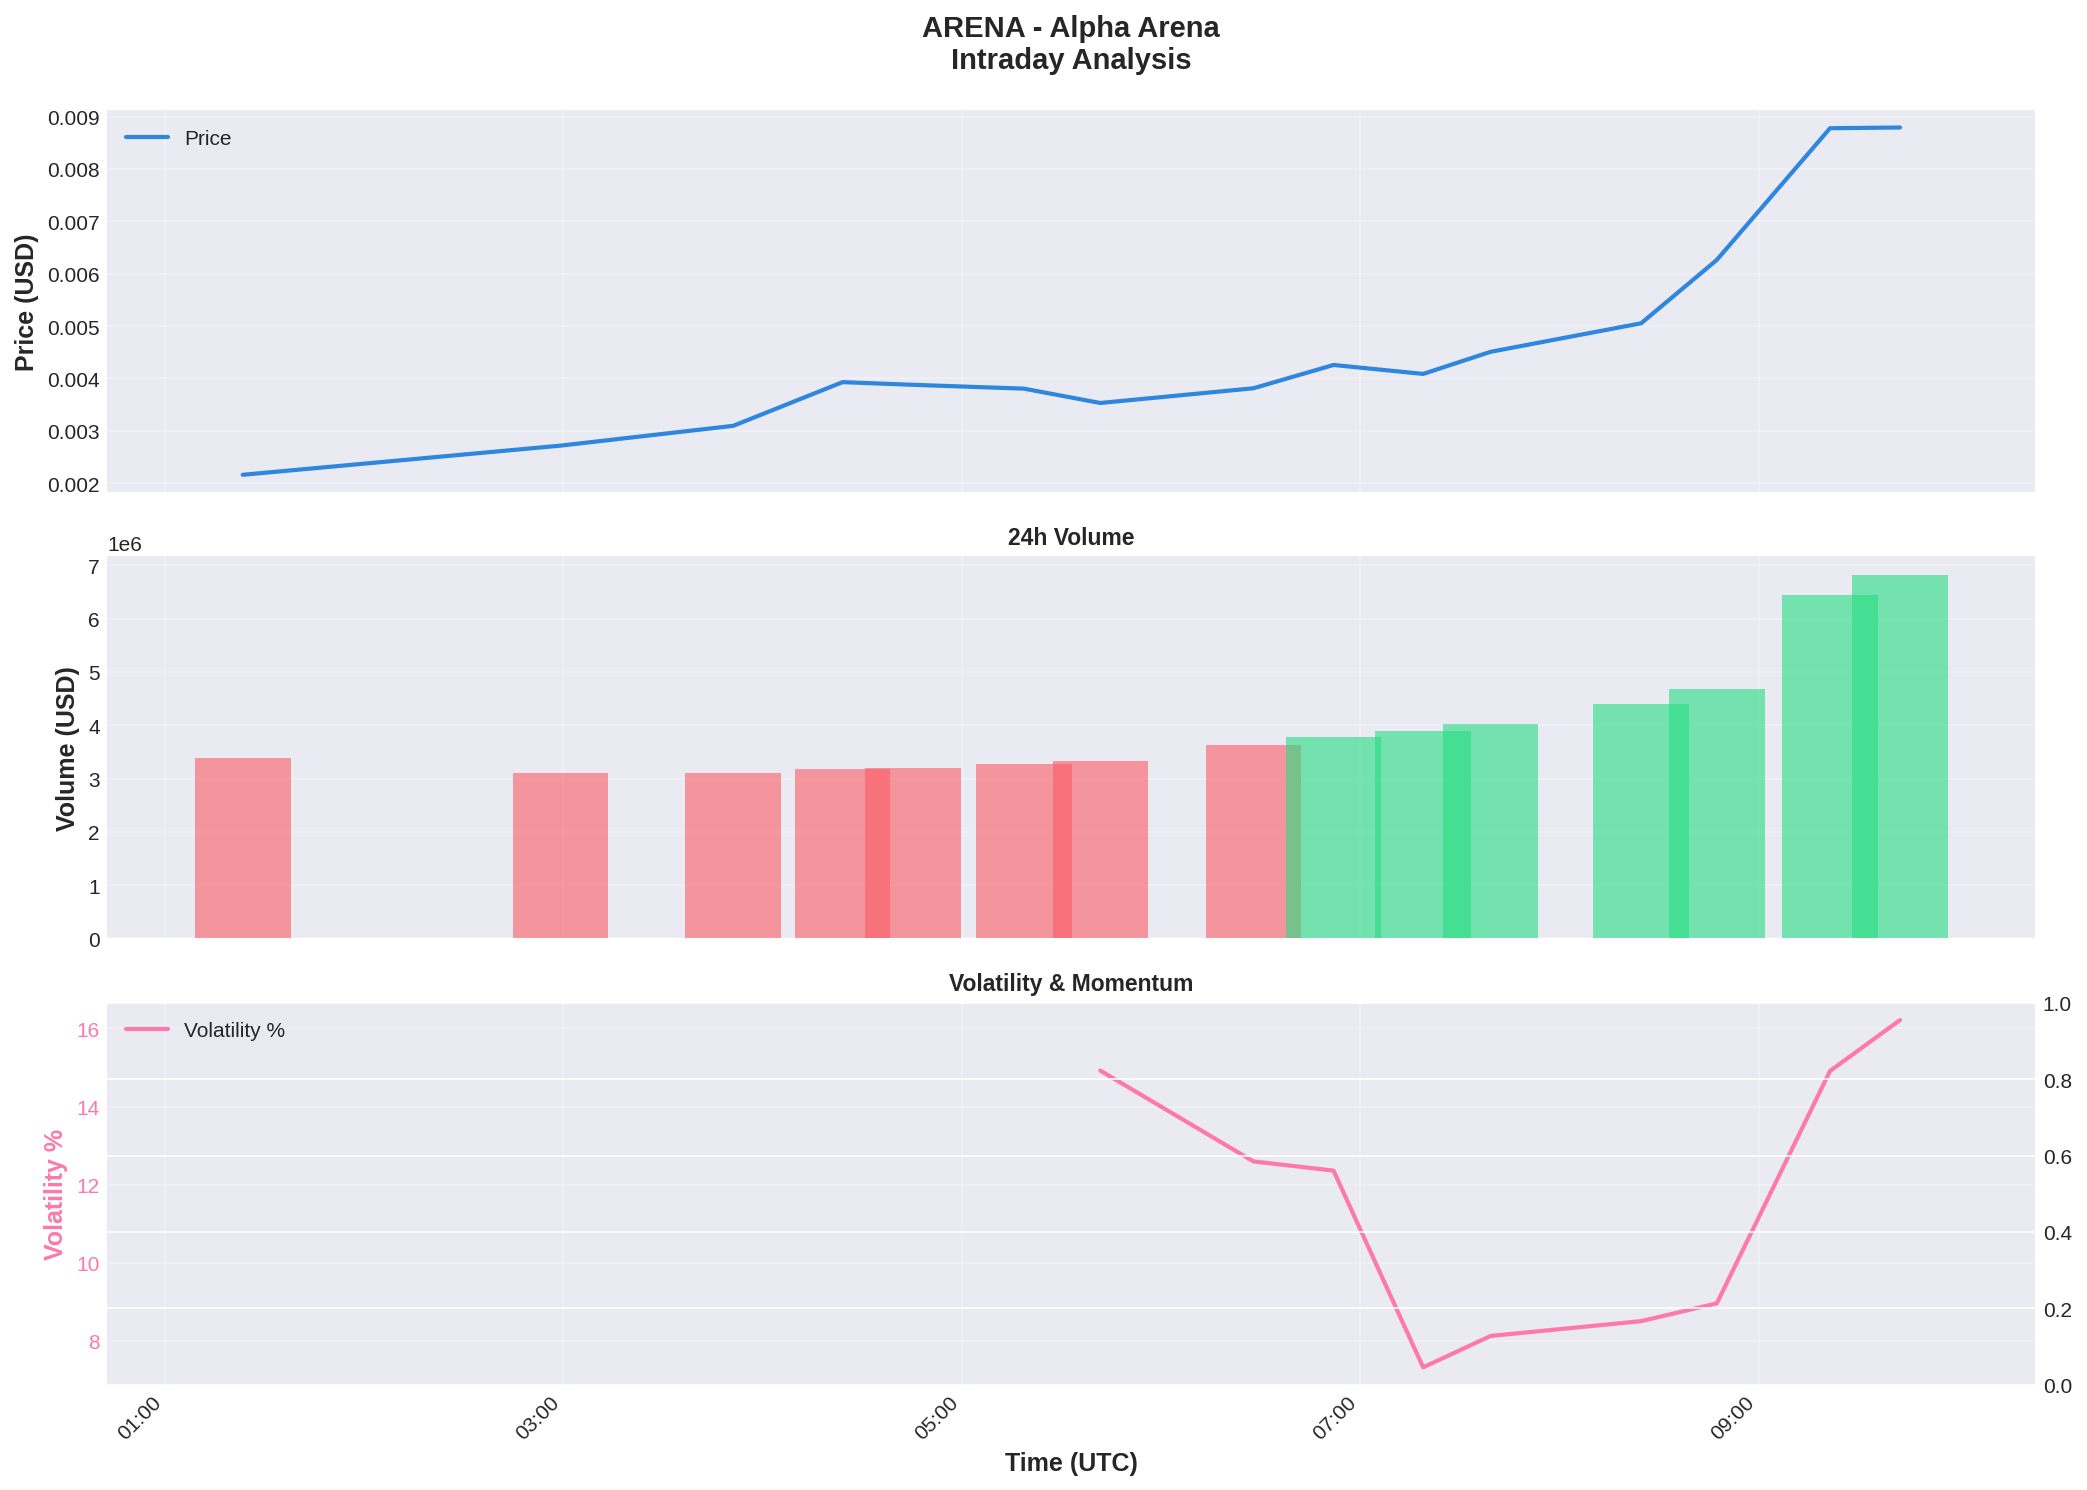 ARENA - Alpha Arena
Intraday Analysis
Price (USD)
0.009
0.008
0.007
0.006
0.005
0.004
0.003
0.002
Price
24h Volume
1e6
Volume (USD)
7
6
5
4
3
2
1
0
Volatility & Momentum
Volatility %
16
14
12
10
8
Volatility %
1.0
0.8
0.6
0.4
0.2
0.0
01:00
03:00
05:00
07:00
09:00
Time (UTC)